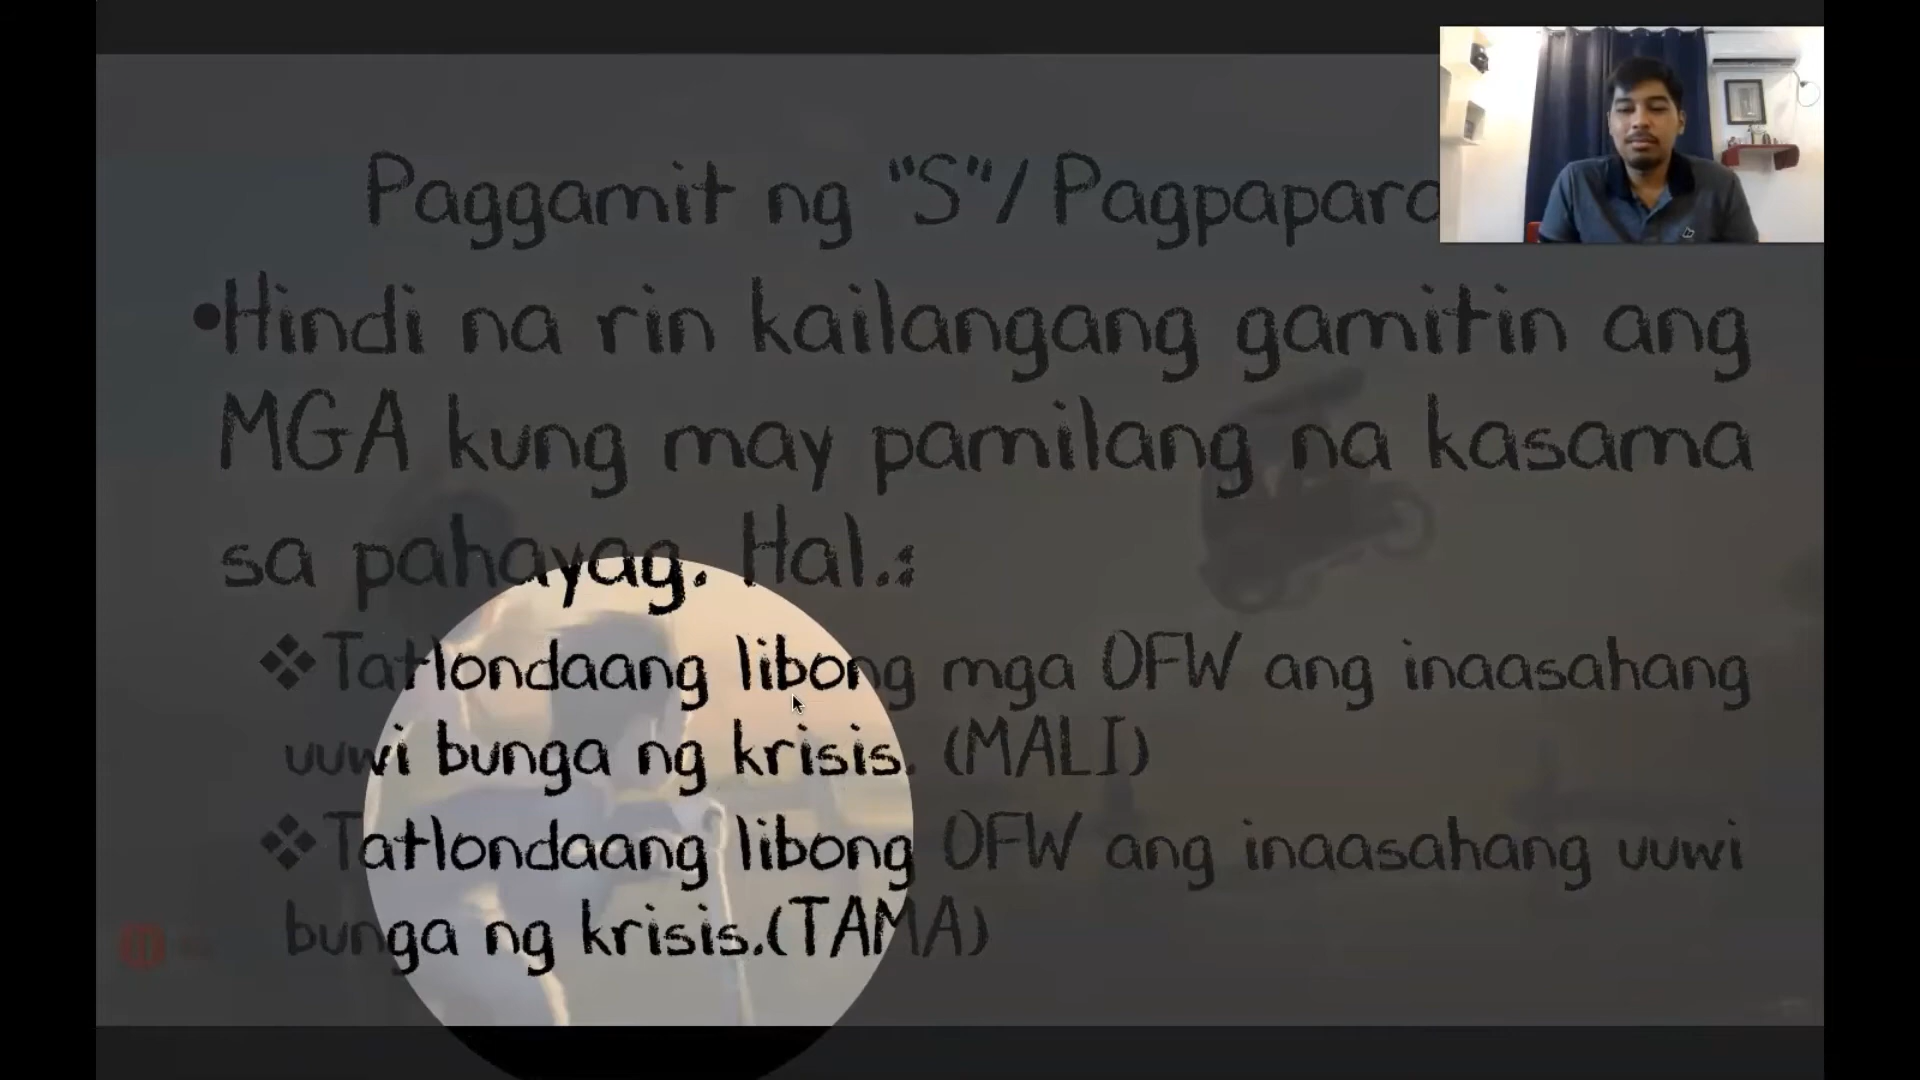 Paggamit ng "S"/ Pagpapara
•Hindi na rin kailangang gamitin ang
MGA kung may pamilang na kasama
sa pahayag. Hal.:
❖Tatlondaang libong mga OFW ang inaasahang
uuwi bunga ng krisis. (MALI)
❖Tatlondaang libong OFW ang inaasahang uuwi
bunga ng krisis.(TAMA)